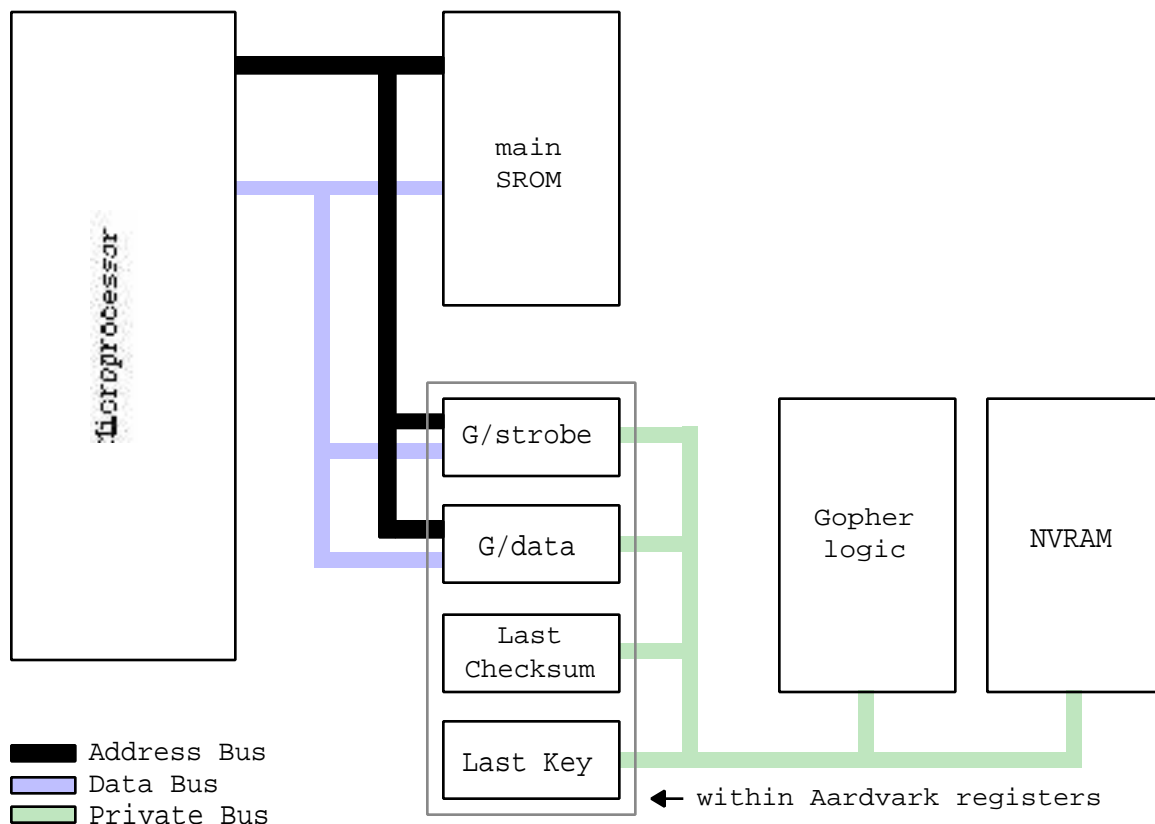 Microprocessor
main
SROM
G/strobe
G/data
Last
Checksum
Last Key
Gopher
logic
NVRAM
Address Bus
Data Bus
Private Bus
within Aardvark registers